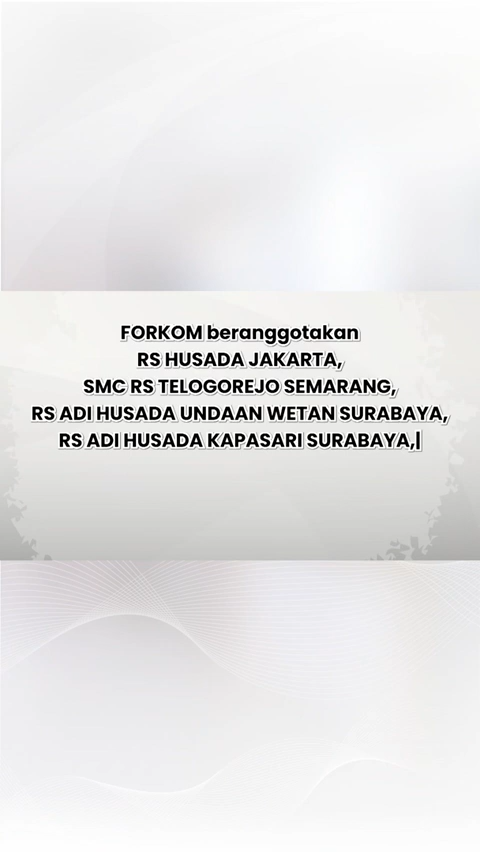 FORKOM beranggotakan
RS HUSADA JAKARTA,
SMC RS TELOGOREJO SEMARANG,
RS ADI HUSADA UNDAAN WETAN SURABAYA,
RS ADI HUSADA KAPASARI SURABAYA,|